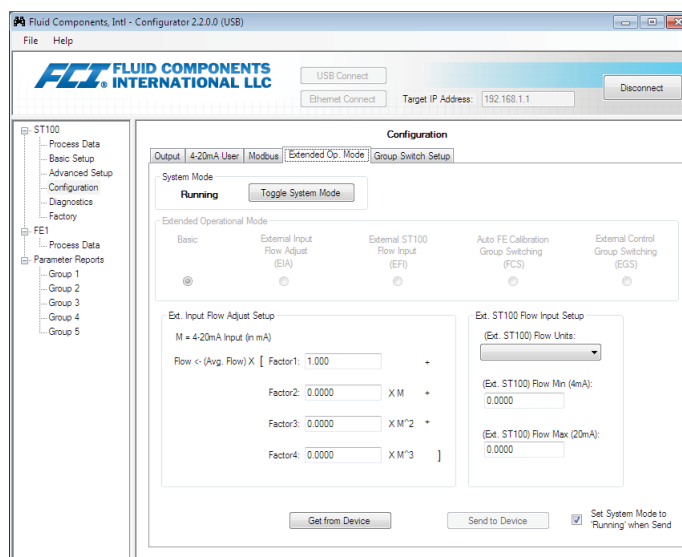 Fluid Components, Intl - Configurator 2.2.0.0 (USB)
File Help
FCI. FLUID COMPONENTS
INTERNATIONAL LLC
USB Connect
Ethernet Connect
Target IP Address: 192.168.1.1
Disconnect
ST100
Process Data
Basic Setup
Advanced Setup
Configuration
Diagnostics
Factory
FE1
Process Data
Parameter Reports
Group 1
Group 2
Group 3
Group 4
Group 5
Configuration
Output 4-20mA User Modbus Extended Op. Mode Group Switch Setup
System Mode
Running Toggle System Mode
Extended Operational Mode
Basic
External Input
Flow Adjust
(EIA)
External ST100
Flow Input
(EFI)
Auto FE Calibration
Group Switching
(FCS)
External Control
Group Switching
(EGS)
Ext. Input Flow Adjust Setup
M = 4-20mA Input (in mA)
Flow <- (Avg. Flow) X [ Factor1: 1.000 +
Factor2: 0.0000 X M +
Factor3: 0.0000 X M^2 +
Factor4: 0.0000 X M^3 ]
Ext. ST100 Flow Input Setup
(Ext. ST100) Flow Units:
(Ext. ST100) Flow Min (4mA):
0.0000
(Ext. ST100) Flow Max (20mA):
0.0000
Get from Device
Send to Device
Set System Mode to
'Running' when Send